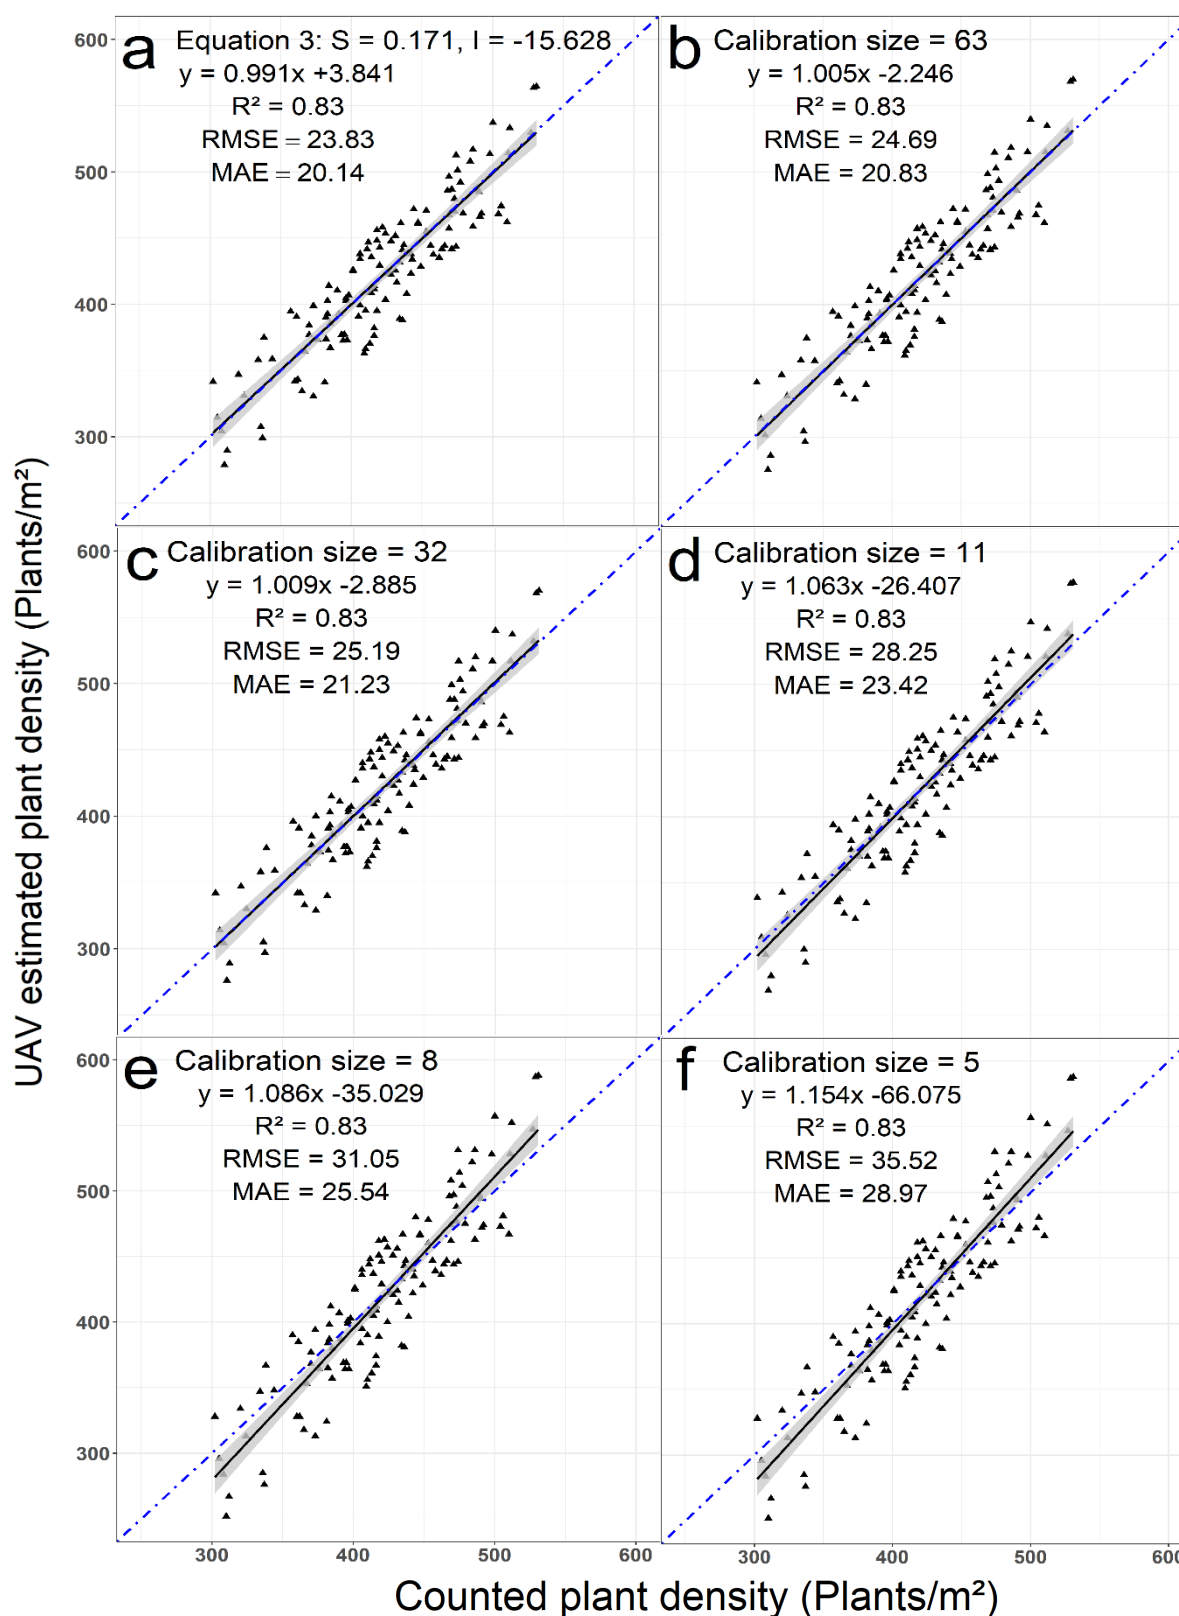 UAV estimated plant density (Plants/m²)
a
Equation 3: S = 0.171, I = -15.628
y = 0.991x +3.841
R² = 0.83
RMSE = 23.83
MAE = 20.14
600
500
400
300
b
Calibration size = 63
y = 1.005x -2.246
R² = 0.83
RMSE = 24.69
MAE = 20.83
c
Calibration size = 32
y = 1.009x -2.885
R² = 0.83
RMSE = 25.19
MAE = 21.23
600
500
400
300
d
Calibration size = 11
y = 1.063x -26.407
R² = 0.83
RMSE = 28.25
MAE = 23.42
e
Calibration size = 8
y = 1.086x -35.029
R² = 0.83
RMSE = 31.05
MAE = 25.54
600
500
400
300
f
Calibration size = 5
y = 1.154x -66.075
R² = 0.83
RMSE = 35.52
MAE = 28.97
300 400 500 600
300 400 500 600
Counted plant density (Plants/m²)